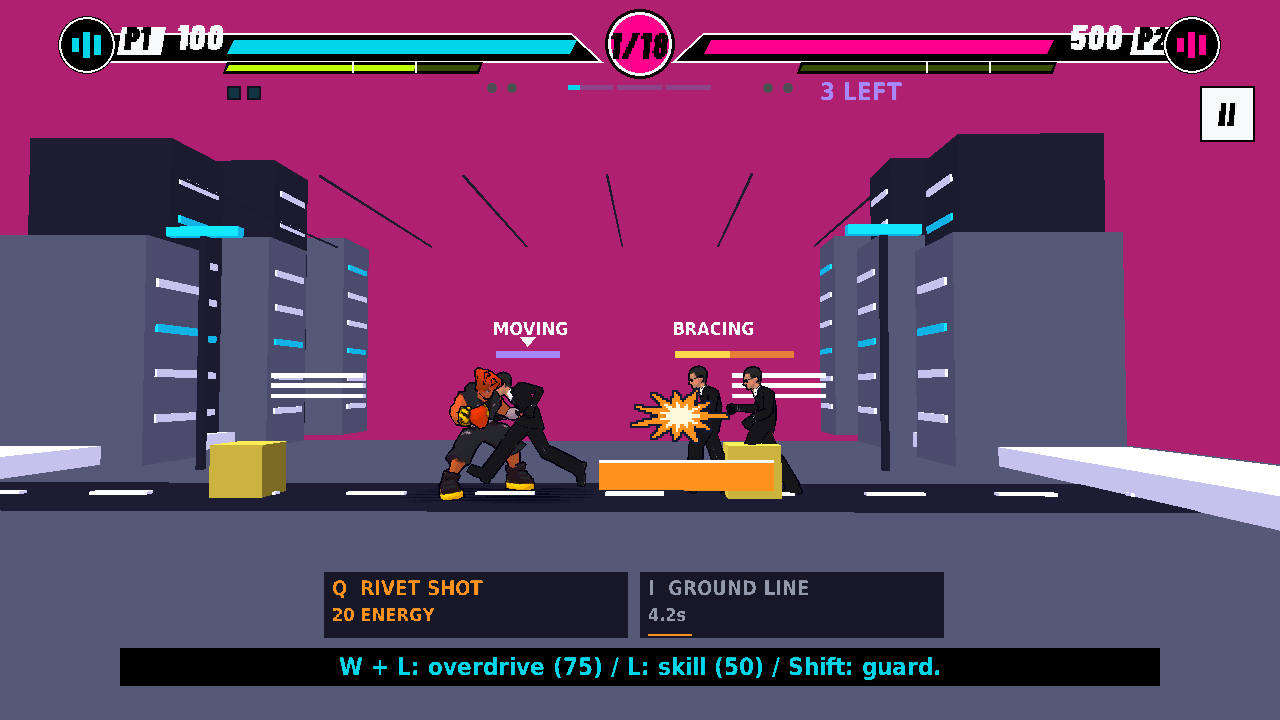 P1 100
1/18
500 P2
3 LEFT
MOVING
BRACING
Q RIVET SHOT
20 ENERGY
I GROUND LINE
4.2s
W + L: overdrive (75) / L: skill (50) / Shift: guard.